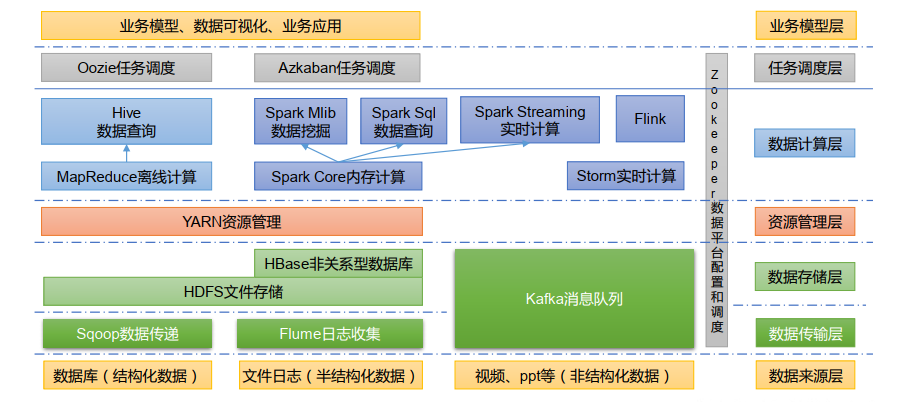 业务模型、数据可视化、业务应用
业务模型层
Oozie任务调度
Azkaban任务调度
任务调度层
Hive
数据查询
Spark Mlib
数据挖掘
Spark Sql
数据查询
Spark Streaming
实时计算
Flink
数据计算层
MapReduce离线计算
Spark Core内存计算
Storm实时计算
Zookeeper数据平台配置和调度
YARN资源管理
资源管理层
HBase非关系型数据库
HDFS文件存储
Kafka消息队列
数据存储层
Sqoop数据传递
Flume日志收集
数据传输层
数据库（结构化数据）
文件日志（半结构化数据）
视频、ppt等（非结构化数据）
数据来源层